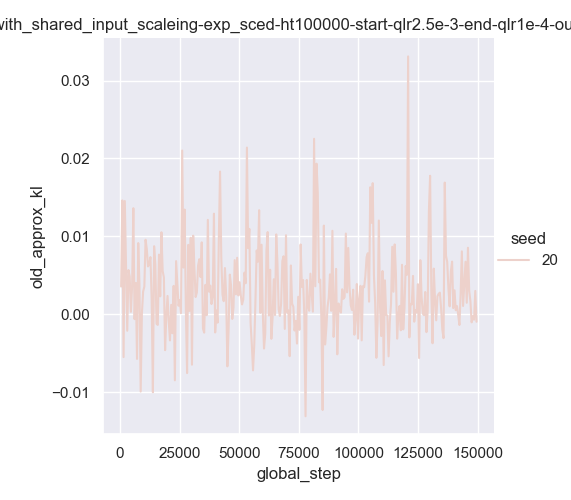 with_shared_input_scaleing-exp_sced-ht100000-start-qlr2.5e-3-end-qlr1e-4-ou
0.03
0.02
0.01
0.00
−0.01
old_approx_kl
0 25000 50000 75000 100000 125000 150000
global_step
seed
20